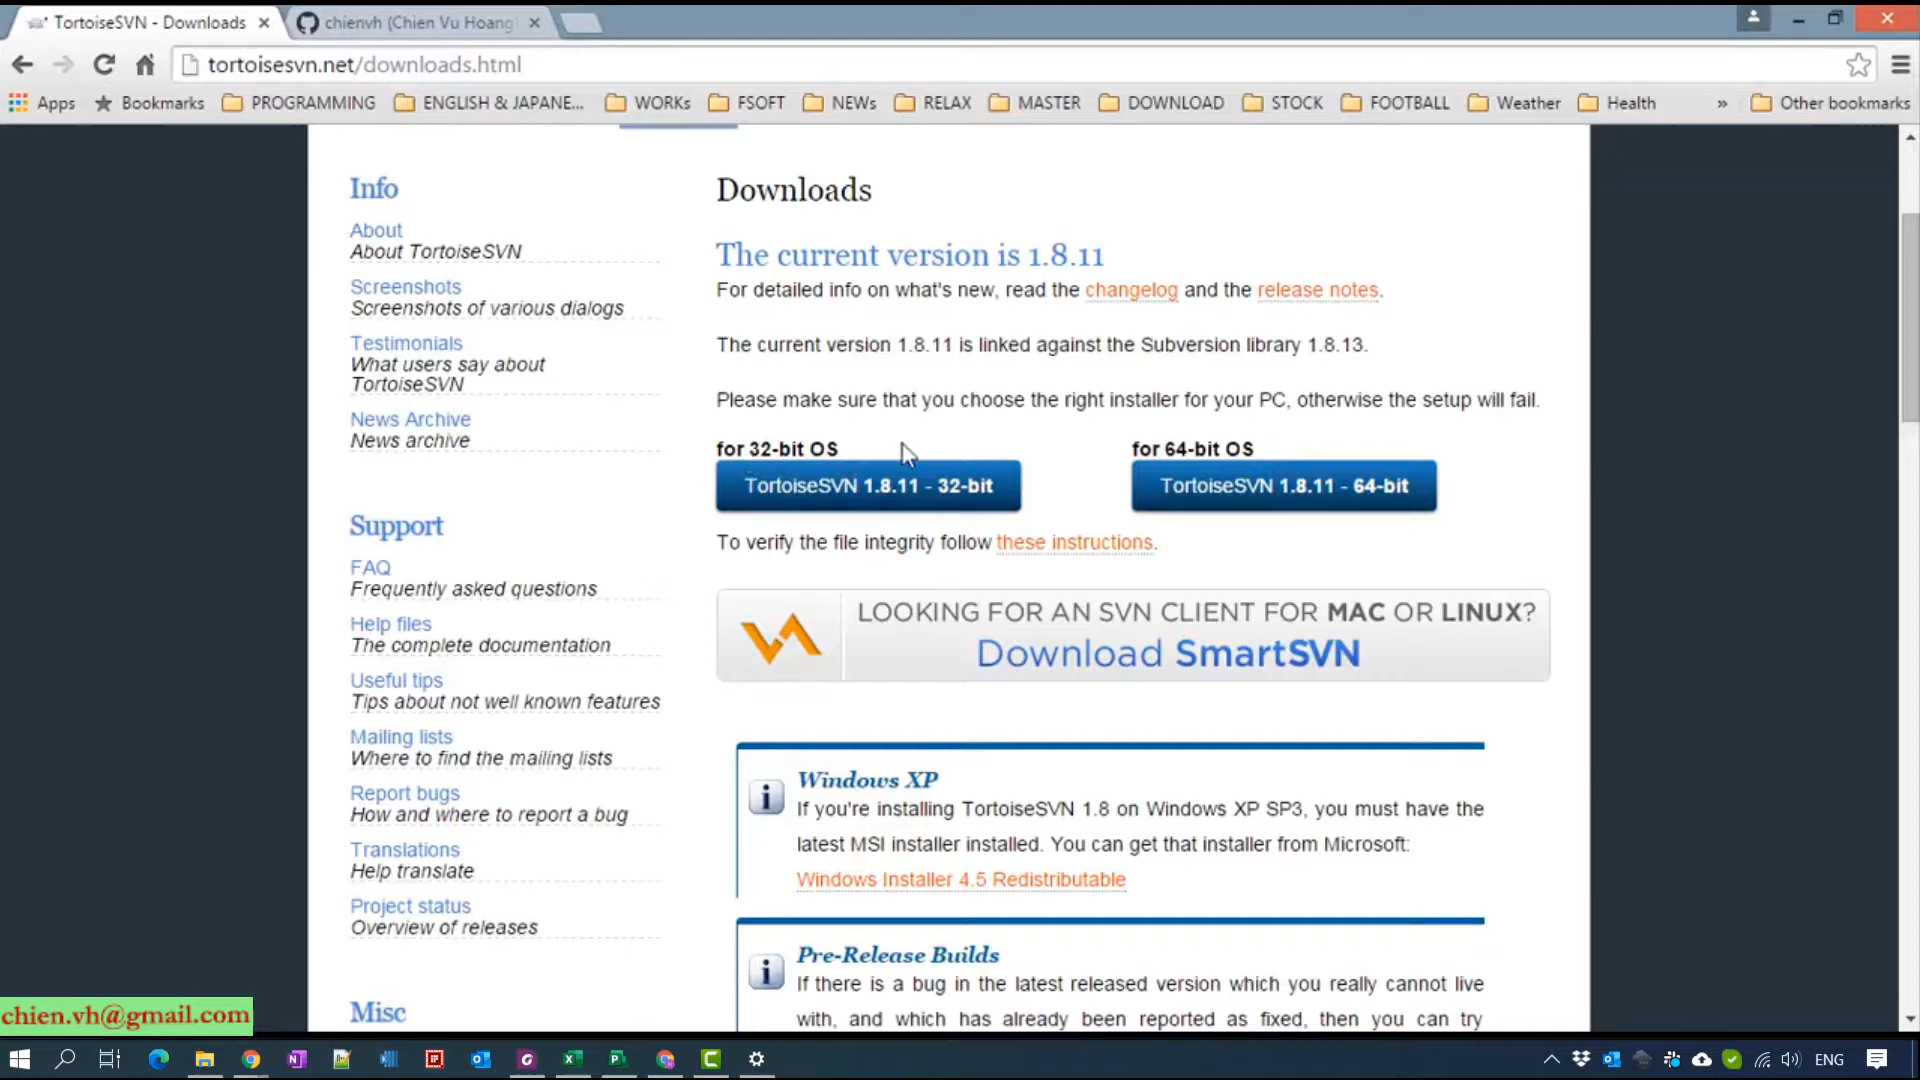 TortoiseSVN - Downloads
chienvh (Chien Vu Hoang
tortoisesvn.net/downloads.html
Apps
Bookmarks
PROGRAMMING
ENGLISH & JAPANE...
WORKs
FSOFT
NEWs
RELAX
MASTER
DOWNLOAD
STOCK
FOOTBALL
Weather
Health
»
Other bookmarks
Info
About
About TortoiseSVN
Screenshots
Screenshots of various dialogs
Testimonials
What users say about
TortoiseSVN
News Archive
News archive
Support
FAQ
Frequently asked questions
Help files
The complete documentation
Useful tips
Tips about not well known features
Mailing lists
Where to find the mailing lists
Report bugs
How and where to report a bug
Translations
Help translate
Project status
Overview of releases
Misc
Downloads
The current version is 1.8.11
For detailed info on what's new, read the changelog and the release notes.
The current version 1.8.11 is linked against the Subversion library 1.8.13.
Please make sure that you choose the right installer for your PC, otherwise the setup will fail.
for 32-bit OS
TortoiseSVN 1.8.11 - 32-bit
for 64-bit OS
TortoiseSVN 1.8.11 - 64-bit
To verify the file integrity follow these instructions.
LOOKING FOR AN SVN CLIENT FOR MAC OR LINUX?
Download SmartSVN
Windows XP
If you're installing TortoiseSVN 1.8 on Windows XP SP3, you must have the
latest MSI installer installed. You can get that installer from Microsoft:
Windows Installer 4.5 Redistributable
Pre-Release Builds
If there is a bug in the latest released version which you really cannot live
with, and which has already been reported as fixed, then you can try
chien.vh@gmail.com
ENG